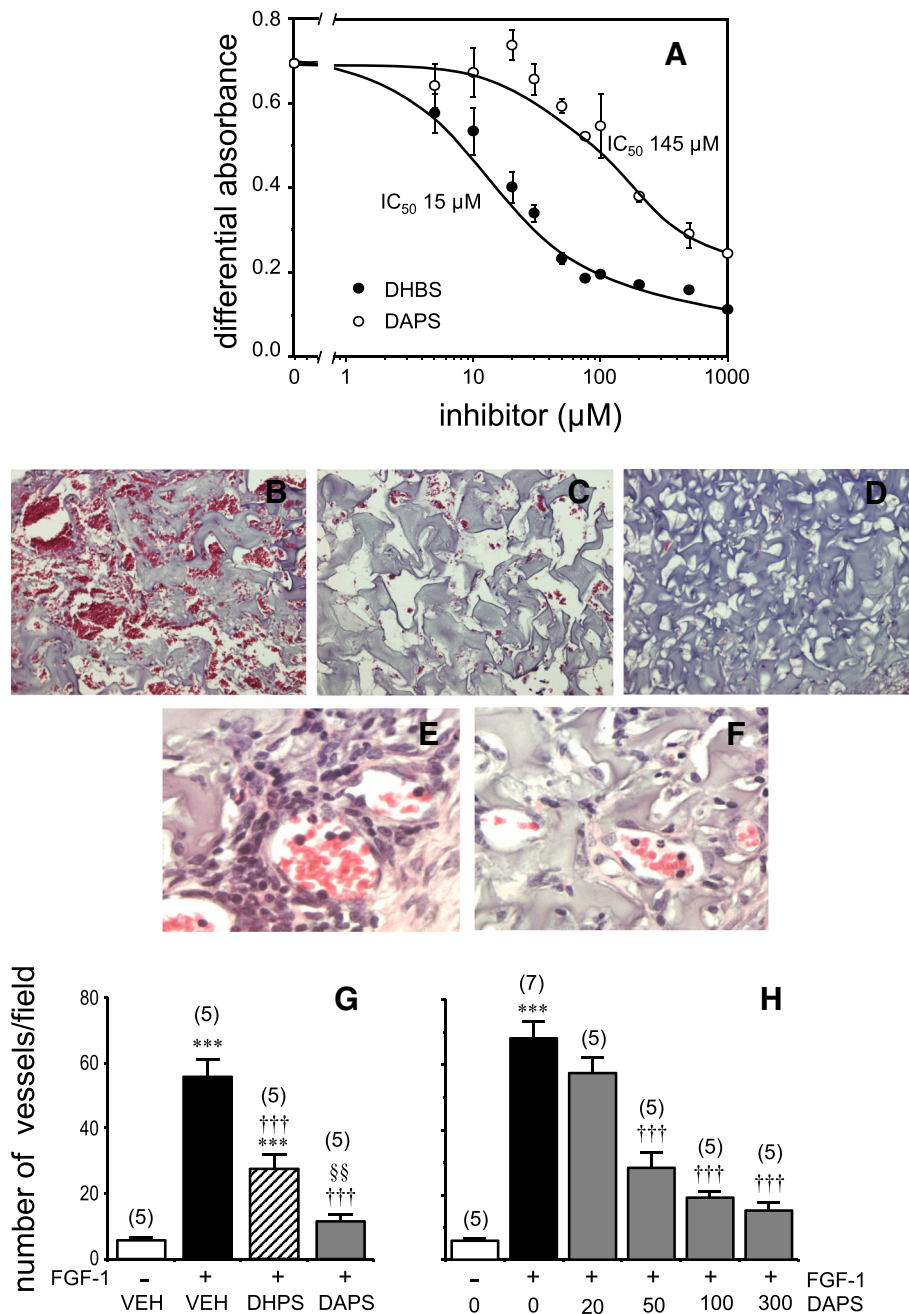 A
differential absorbance
0.8
0.6
0.4
0.2
0.0
IC50 145 µM
IC50 15 µM
DHBS
DAPS
0 1 10 100 1000
inhibitor (µM)
B
C
D
E
F
number of vessels/field
G
80
60
40
20
0
(5)
(5)
***
(5)
†††
***
(5)
§§
†††
FGF-1 - + + +
VEH VEH DHPS DAPS
H
(5)
(7)
***
(5)
(5)
†††
(5)
†††
(5)
†††
- + + + + + FGF-1
0 0 20 50 100 300 DAPS